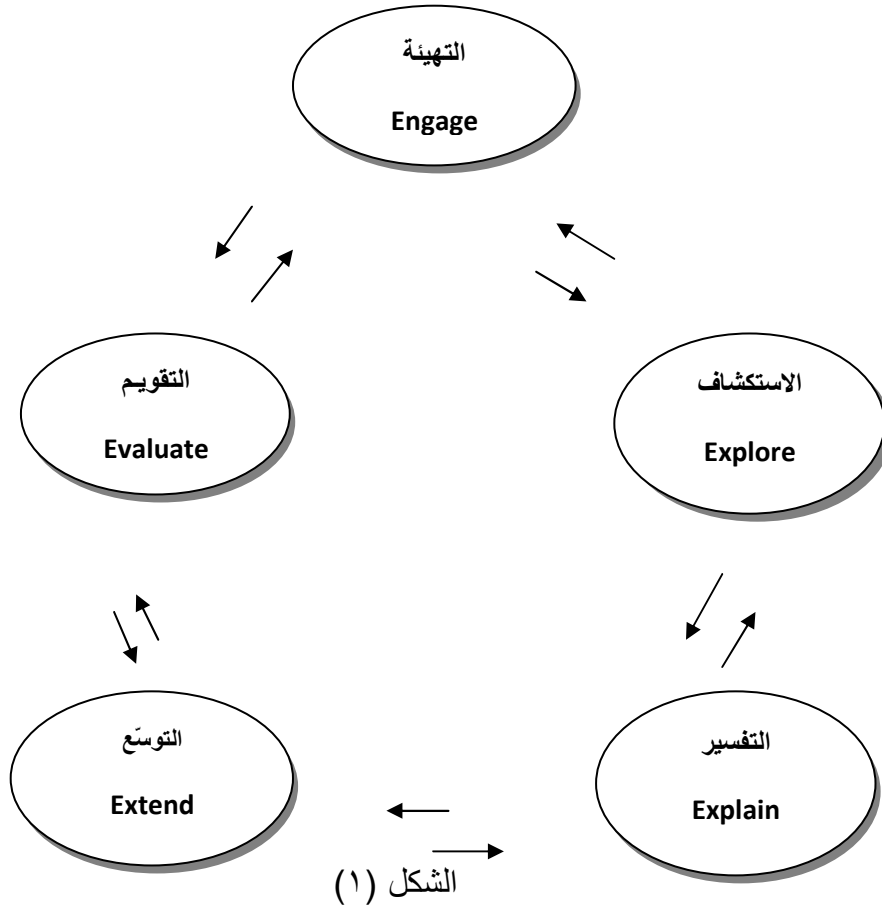 التهيئة
Engage
التقويـم
Evaluate
الاستكشاف
Explore
التوسّع
Extend
التفسير
Explain
الشكل (١)